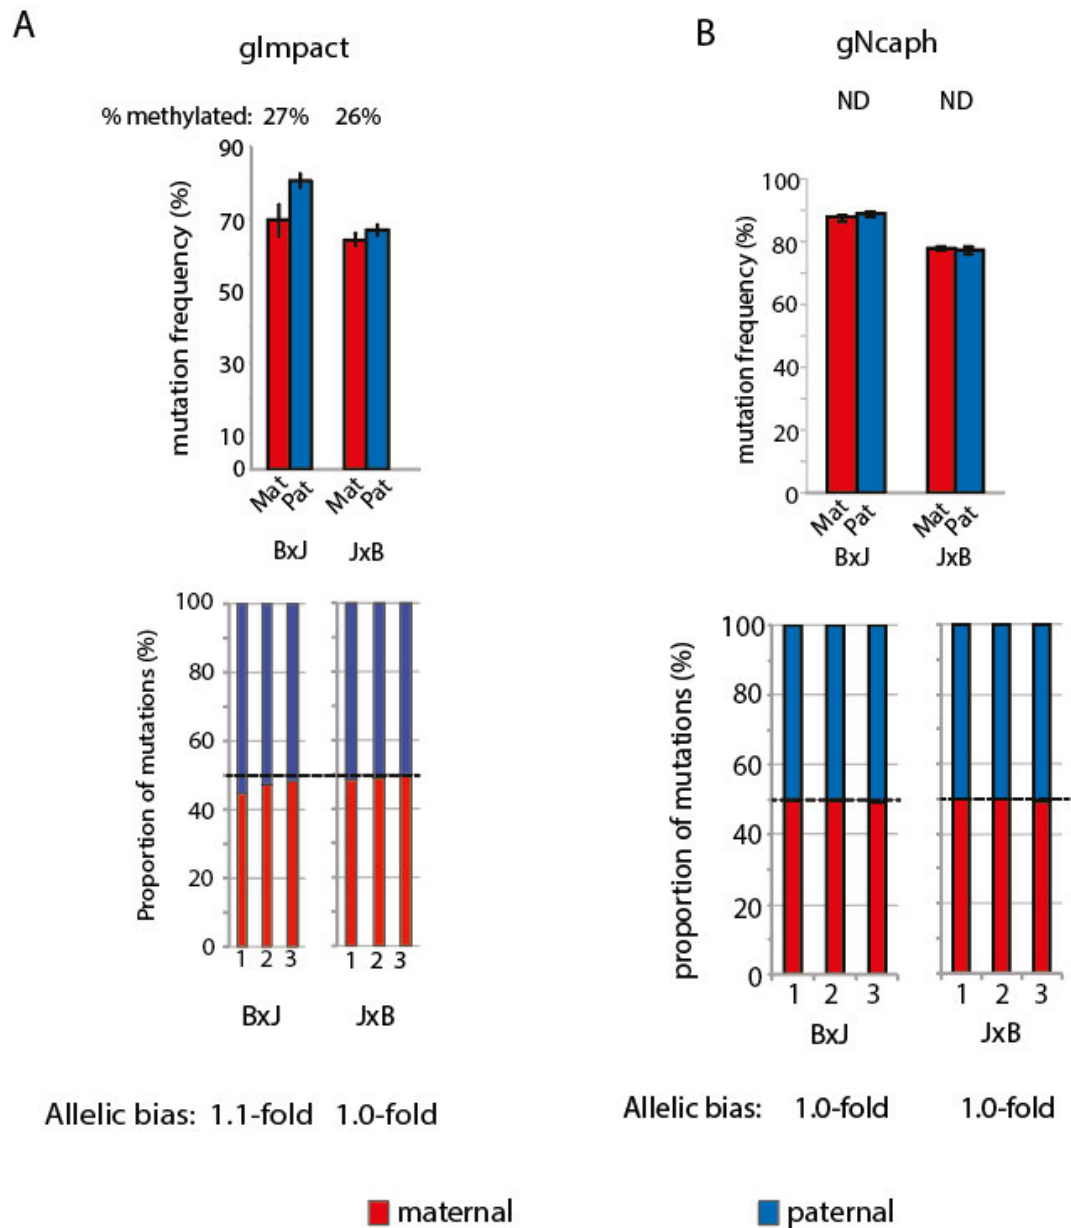 A
gImpact
% methylated: 27% 26%
90
70
50
30
10
0
mutation frequency (%)
Mat
Pat
Mat
Pat
BxJ
JxB
100
80
60
40
20
0
Proportion of mutations (%)
1 2 3
1 2 3
BxJ
JxB
Allelic bias: 1.1-fold 1.0-fold
B
gNcaph
ND ND
100
80
60
40
20
0
mutation frequency (%)
Mat
Pat
Mat
Pat
BxJ
JxB
100
80
60
40
20
0
proportion of mutations (%)
1 2 3
1 2 3
BxJ
JxB
Allelic bias: 1.0-fold 1.0-fold
maternal
paternal